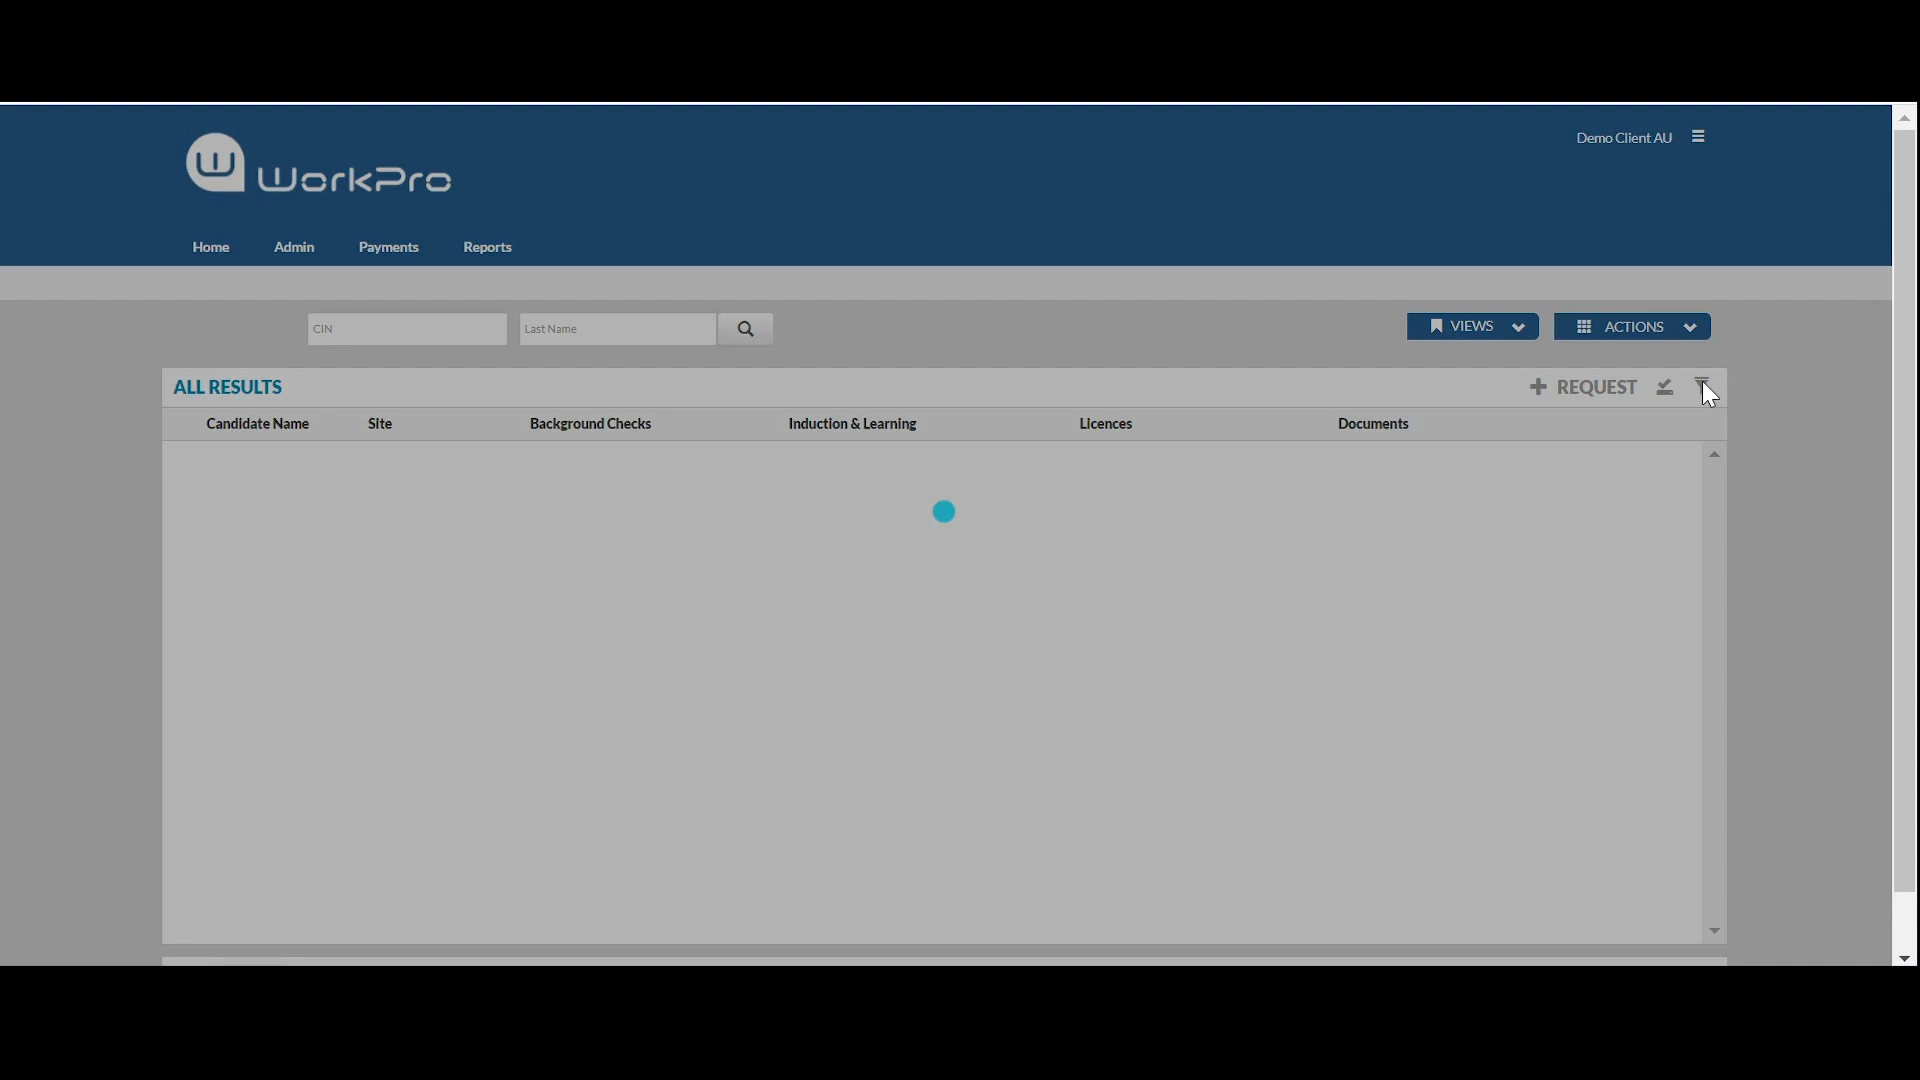 WorkPro
Demo Client AU
Home Admin Payments Reports
CIN Last Name VIEWS ACTIONS
ALL RESULTS REQUEST
Candidate Name Site Background Checks Induction & Learning Licences Documents